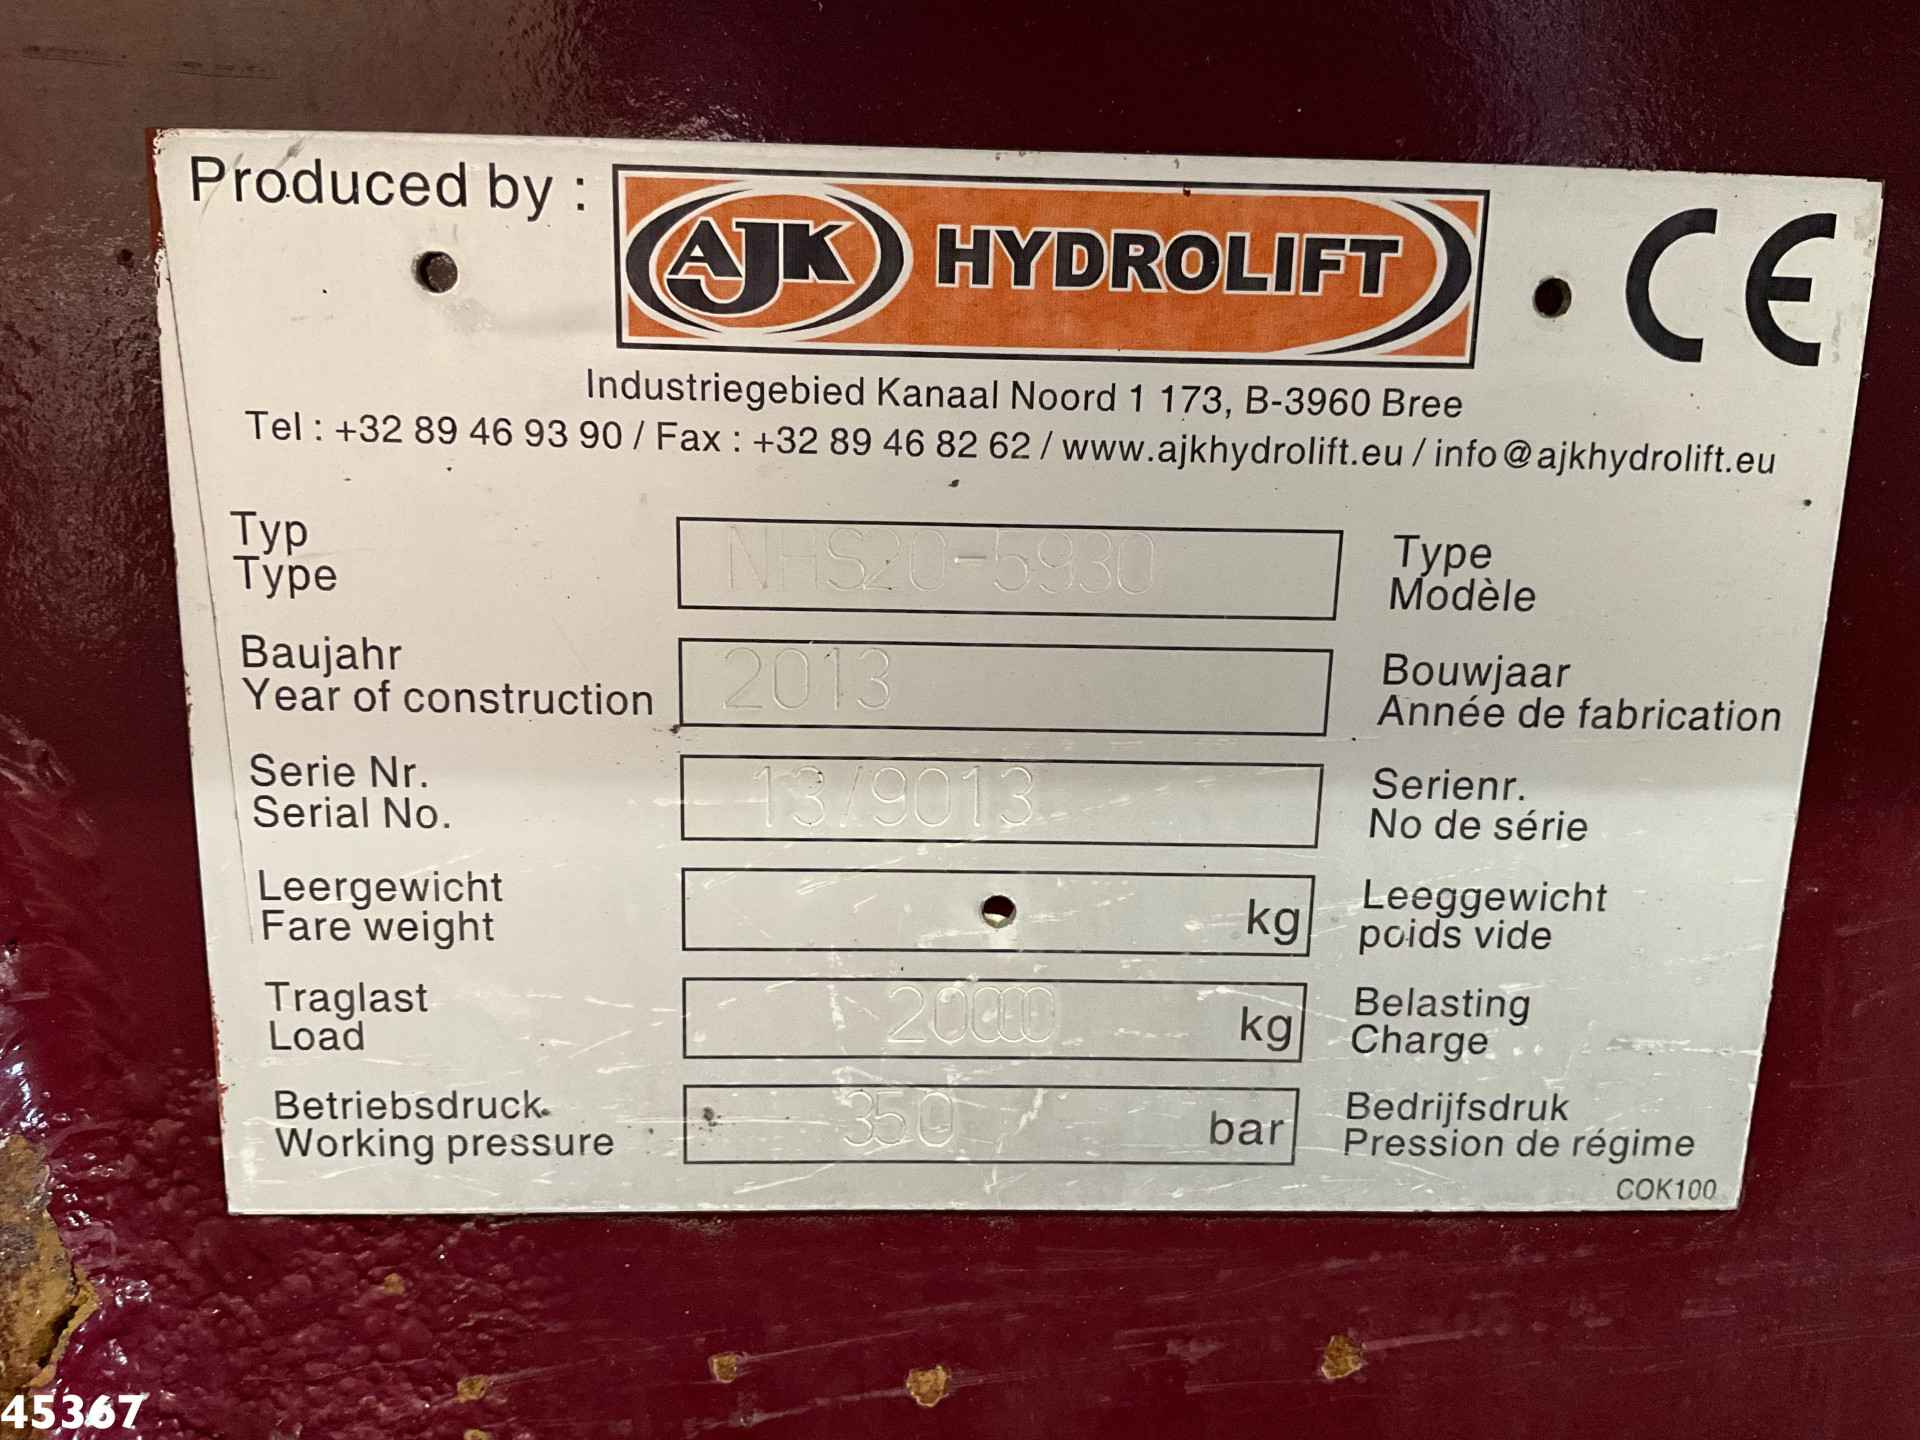 Produced by :
AJK HYDROLIFT
CE
Industriegebied Kanaal Noord 1 173, B-3960 Bree
Tel : +32 89 46 93 90 / Fax : +32 89 46 82 62 / www.ajkhydrolift.eu / info@ajkhydrolift.eu
Typ
Type
NHS20-5930
Type
Modèle
Baujahr
Year of construction
2013
Bouwjaar
Année de fabrication
Serie Nr.
Serial No.
13/9013
Serienr.
No de série
Leergewicht
Fare weight
kg
Leeggewicht
poids vide
Traglast
Load
20000
kg
Belasting
Charge
Betriebsdruck
Working pressure
350
bar
Bedrijfsdruk
Pression de régime
COK100
45367